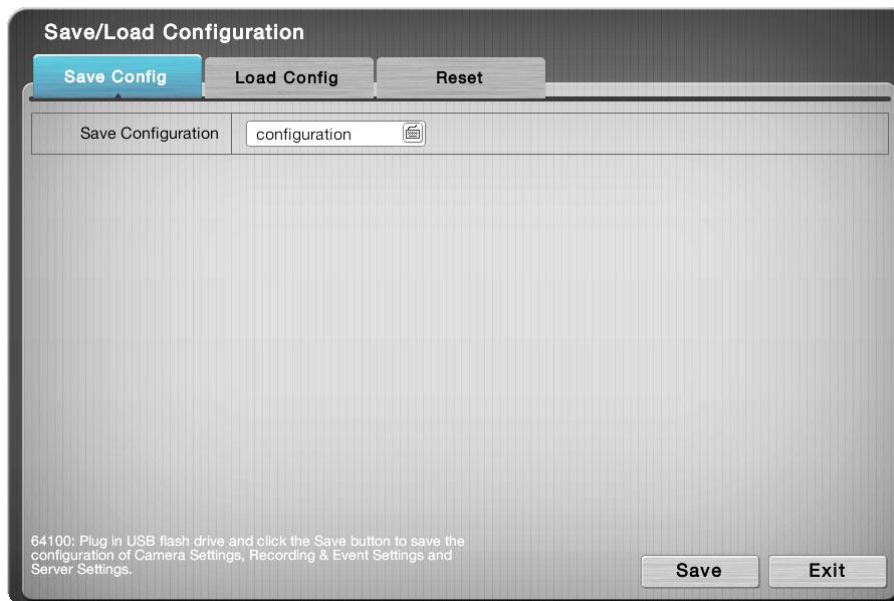 Save/Load Configuration
Save Config Load Config Reset
Save Configuration configuration
64100: Plug in USB flash drive and click the Save button to save the
configuration of Camera Settings, Recording & Event Settings and
Server Settings.
Save Exit